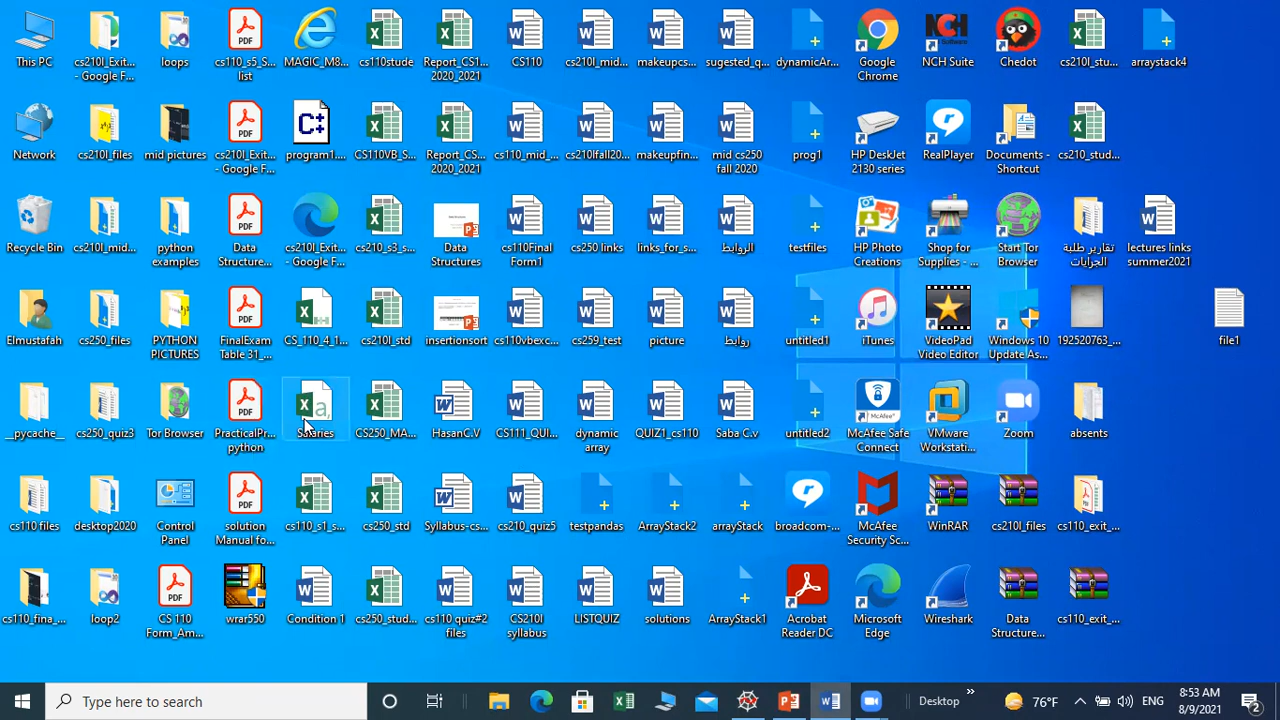 This PC
cs210l_Exit...
- Google F...
loops
cs110_s5_S...
list
MAGIC_M8...
cs110stude
Report_CS1...
2020_2021
CS110
cs210l_mid...
makeupcs...
sugested_q...
dynamicAr...
Google
Chrome
NCH Suite
Chedot
cs210l_stu...
arraystack4
Network
cs210l_files
mid pictures
cs210l_Exit...
- Google F...
program1....
CS110VB_S...
Report_CS...
2020_2021
cs110_mid_...
cs210lfall20...
makeupfin...
mid cs250
fall 2020
prog1
HP DeskJet
2130 series
RealPlayer
Documents -
Shortcut
cs210_stud...
Recycle Bin
cs210l_mid...
python
examples
Data
Structure...
cs210l_Exit...
- Google F...
cs210_s3_s...
Data
Structures
cs110Final
Form1
cs250 links
links_for_s...
الروابط
testfiles
HP Photo
Creations
Shop for
Supplies - ...
Start Tor
Browser
تقارير طلبة
الجرايات
lectures links
summer2021
Elmustafah
cs250_files
PYTHON
PICTURES
FinalExam
Table 31_...
CS_110_4_1...
cs210l_std
insertionsort
cs110vbexc...
cs259_test
picture
روابط
untitled1
iTunes
VideoPad
Video Editor
Windows 10
Update As...
192520763_...
file1
__pycache__
cs250_quiz3
Tor Browser
PracticalPr...
python
Salaries
CS250_MA...
HasanC.V
CS111_QUI...
dynamic
array
QUIZ1_cs110
Saba C.v
untitled2
McAfee Safe
Connect
VMware
Workstati...
Zoom
absents
cs110 files
desktop2020
Control
Panel
solution
Manual fo...
cs110_s1_s...
cs250_std
Syllabus-cs...
cs210_quiz5
testpandas
ArrayStack2
arrayStack
broadcom-...
McAfee
Security Sc...
WinRAR
cs210l_files
cs110_exit_...
cs110_fina_...
loop2
CS 110
Form_Am...
wrar550
Condition 1
cs250_stud...
cs110 quiz#2
files
CS210l
syllabus
LISTQUIZ
solutions
ArrayStack1
Acrobat
Reader DC
Microsoft
Edge
Wireshark
Data
Structure...
cs110_exit_...
Type here to search
Desktop
76°F
ENG
8:53 AM
8/9/2021
2